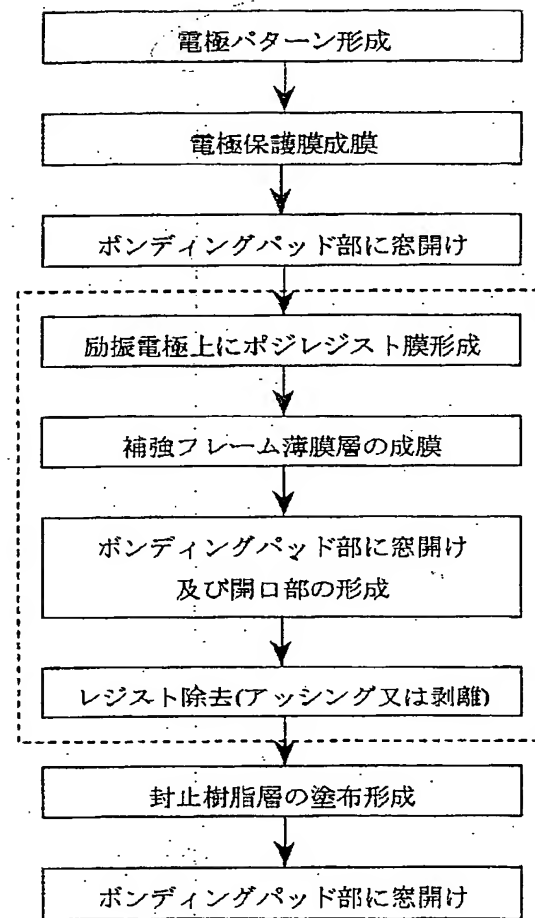 電極パターン形成
電極保護膜成膜
ボンディングパッド部に窓開け
励振電極上にポジレジスト膜形成
補強フレーム薄膜層の成膜
ボンディングパッド部に窓開け
及び開口部の形成
レジスト除去(アッシング又は剥離)
封止樹脂層の塗布形成
ボンディングパッド部に窓開け